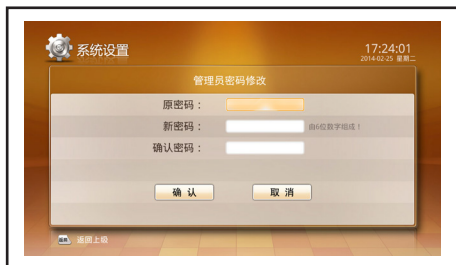 系统设置
17:24:01
2014-02-25 星期二
管理员密码修改
原密码：
新密码： 由6位数字组成！
确认密码：
确 认 取 消
返回 返回上级